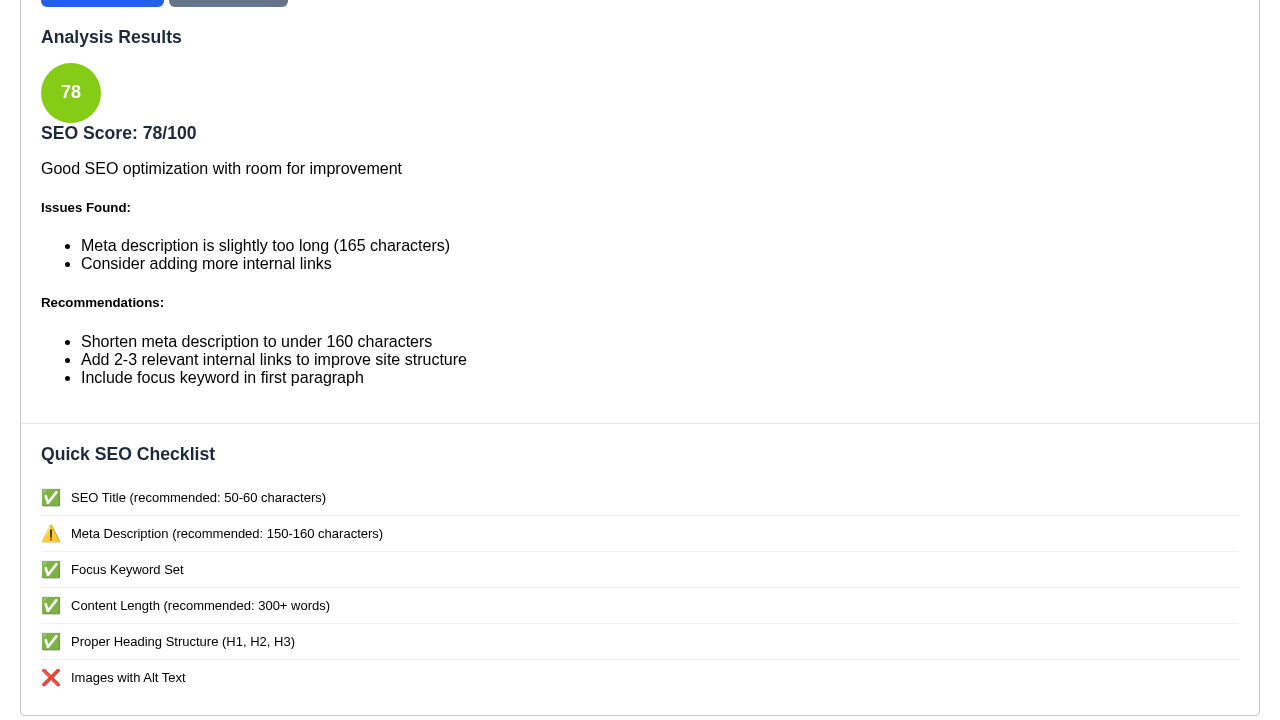 Analysis Results
78
SEO Score: 78/100
Good SEO optimization with room for improvement
Issues Found:
Meta description is slightly too long (165 characters)
Consider adding more internal links
Recommendations:
Shorten meta description to under 160 characters
Add 2-3 relevant internal links to improve site structure
Include focus keyword in first paragraph
Quick SEO Checklist
SEO Title (recommended: 50-60 characters)
Meta Description (recommended: 150-160 characters)
Focus Keyword Set
Content Length (recommended: 300+ words)
Proper Heading Structure (H1, H2, H3)
Images with Alt Text